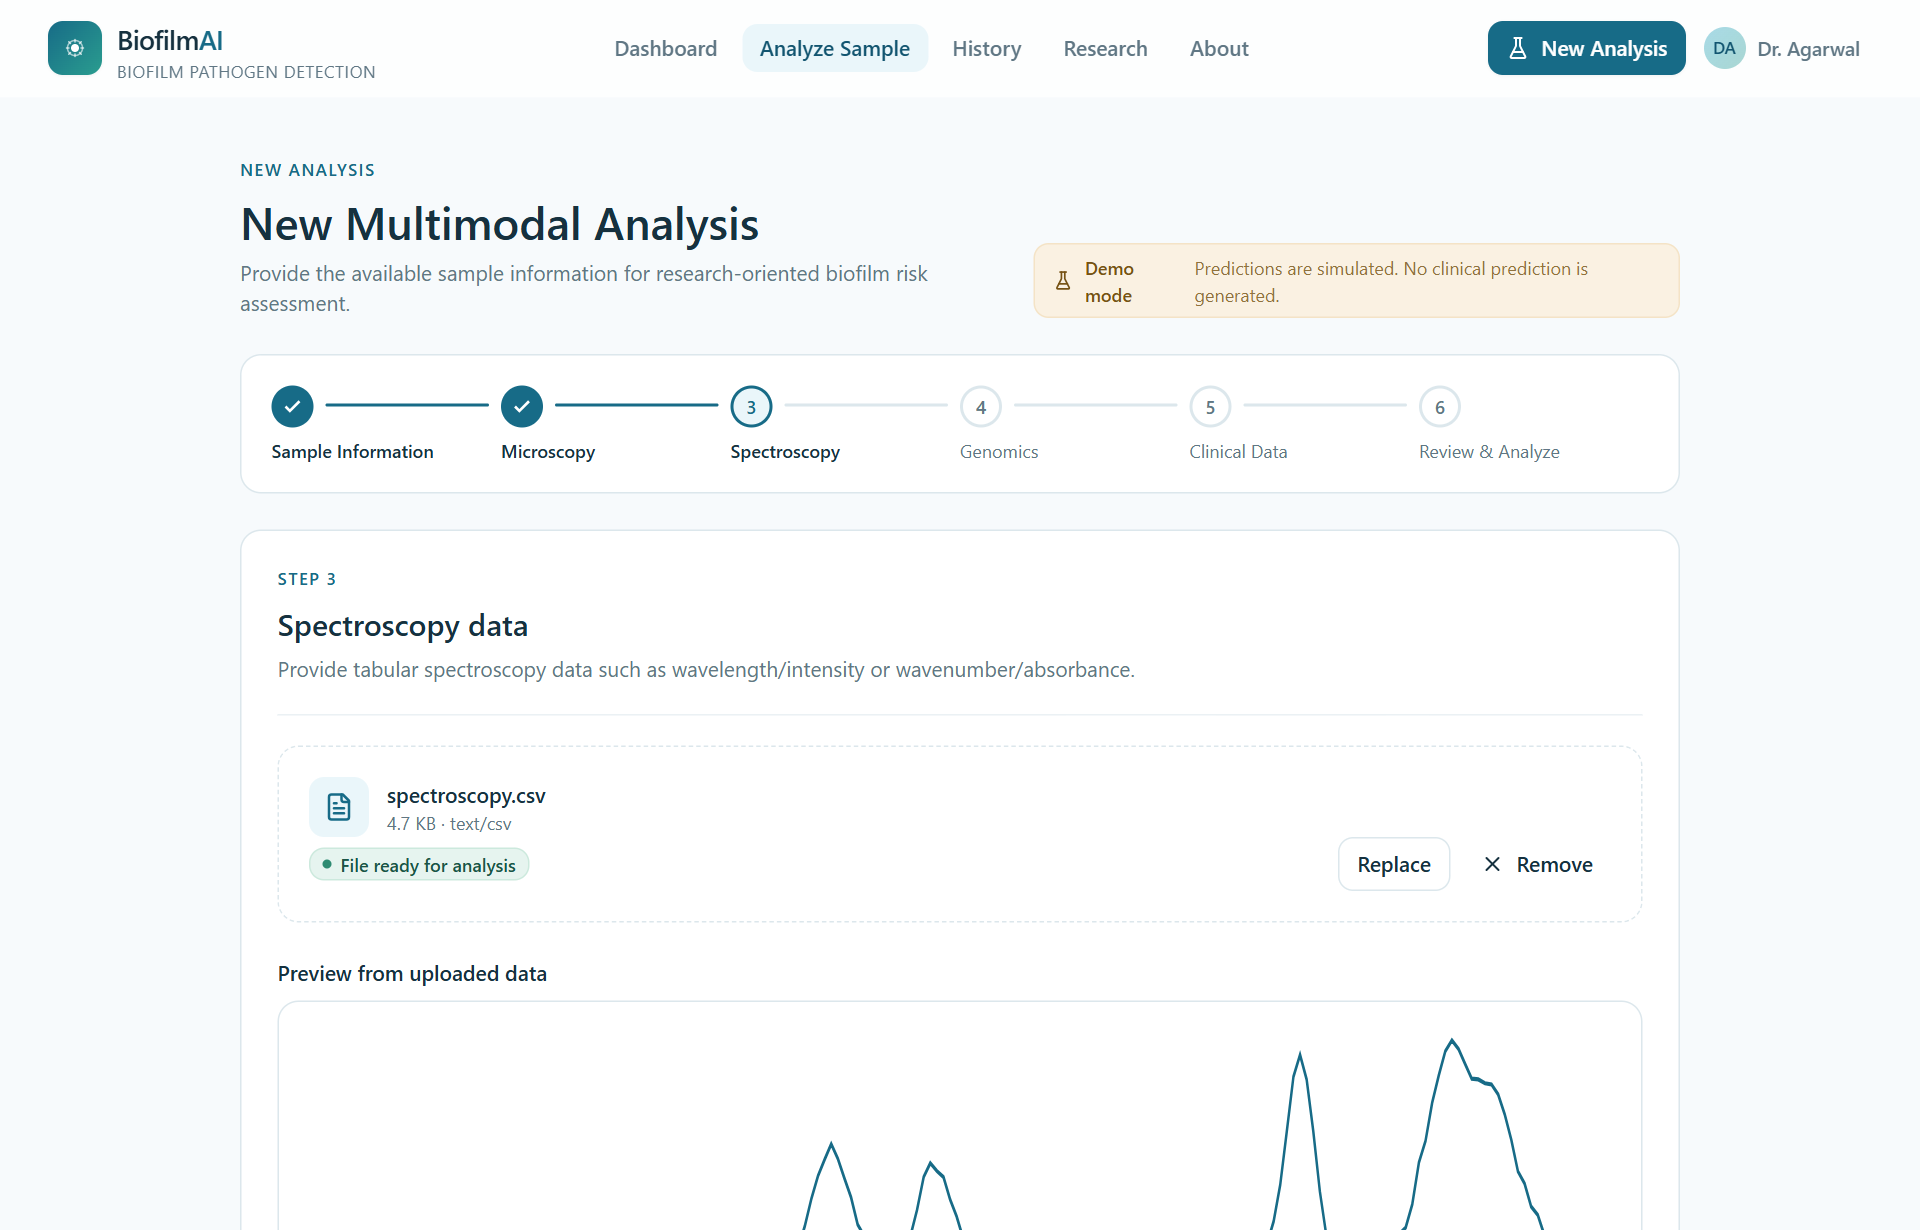 BiofilmAI
BIOFILM PATHOGEN DETECTION
Dashboard
Analyze Sample
History
Research
About
New Analysis
DA
Dr. Agarwal
NEW ANALYSIS
New Multimodal Analysis
Provide the available sample information for research-oriented biofilm risk
assessment.
Demo
mode
Predictions are simulated. No clinical prediction is
generated.
3
4
5
6
Sample Information
Microscopy
Spectroscopy
Genomics
Clinical Data
Review & Analyze
STEP 3
Spectroscopy data
Provide tabular spectroscopy data such as wavelength/intensity or wavenumber/absorbance.
spectroscopy.csv
4.7 KB · text/csv
File ready for analysis
Replace
Remove
Preview from uploaded data